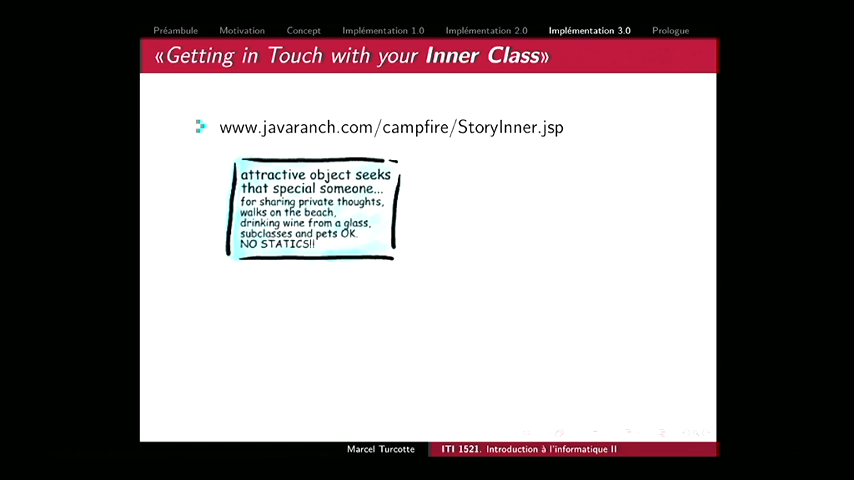 Préambule Motivation Concept Implémentation 1.0 Implémentation 2.0 Implémentation 3.0 Prologue
«Getting in Touch with your Inner Class»
www.javaranch.com/campfire/StoryInner.jsp
attractive object seeks
that special someone...
for sharing private thoughts,
walks on the beach,
drinking wine from a glass,
subclasses and pets OK.
NO STATICS!!
Marcel Turcotte ITI 1521. Introduction à l'informatique II